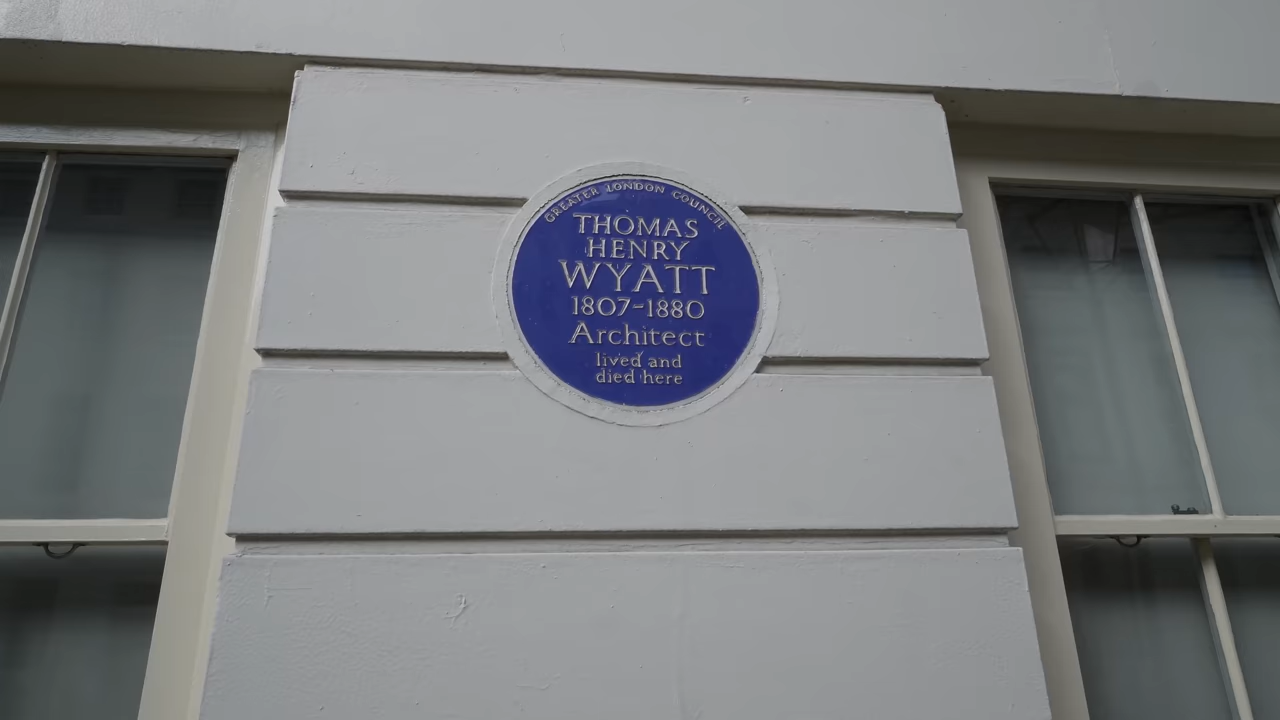 GREATER LONDON COUNCIL
THOMAS
HENRY
WYATT
1807-1880
Architect
lived and
died here